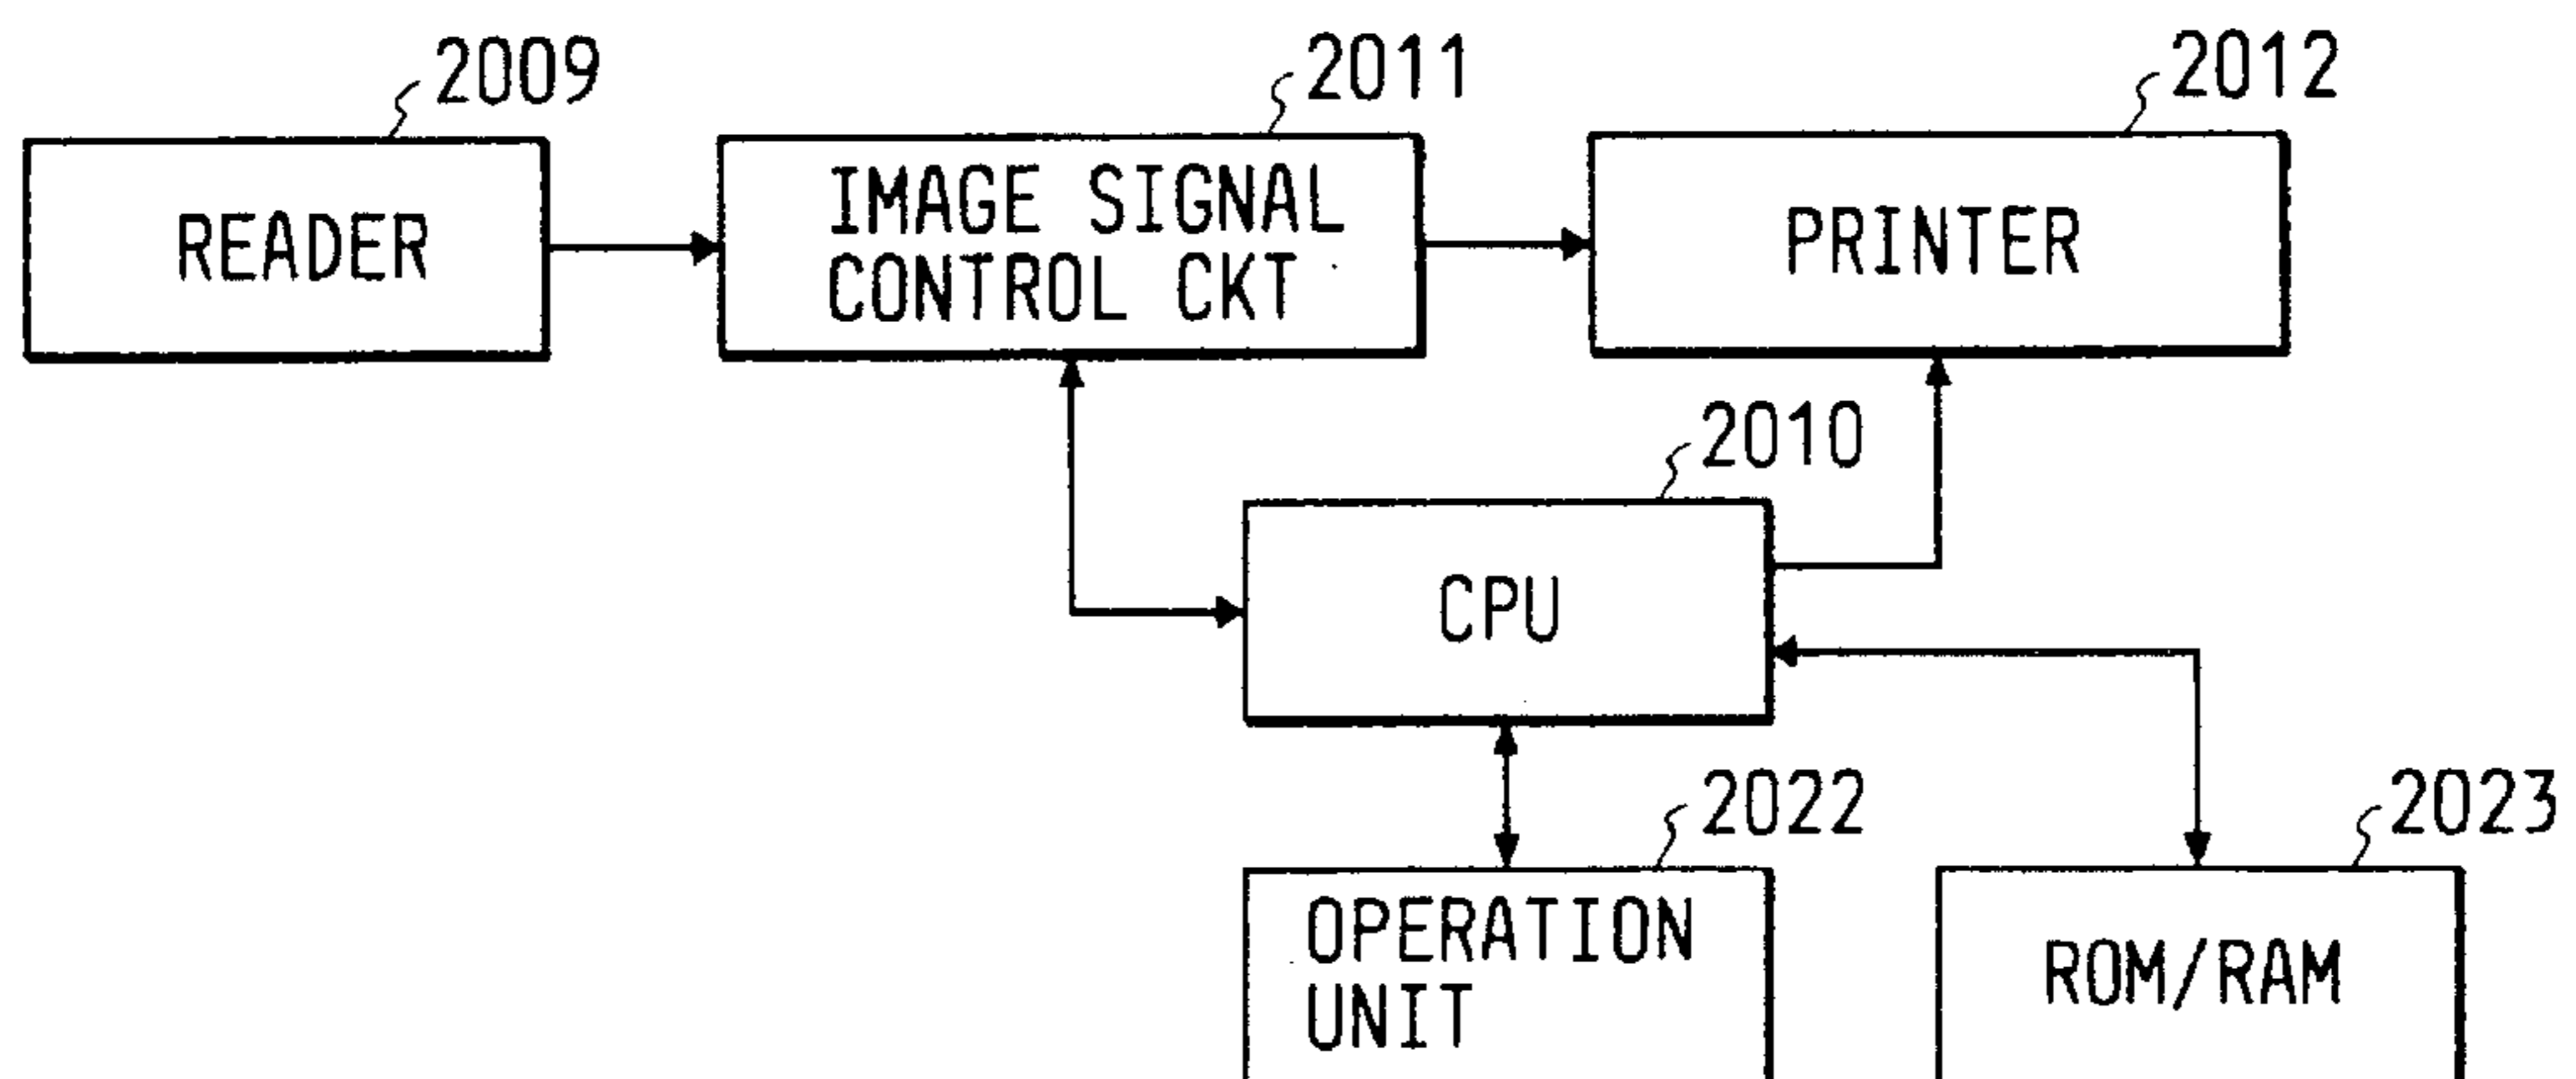 2009
2011
2012
READER
IMAGE SIGNAL
CONTROL CKT
PRINTER
2010
CPU
2022
2023
OPERATION
UNIT
ROM/RAM